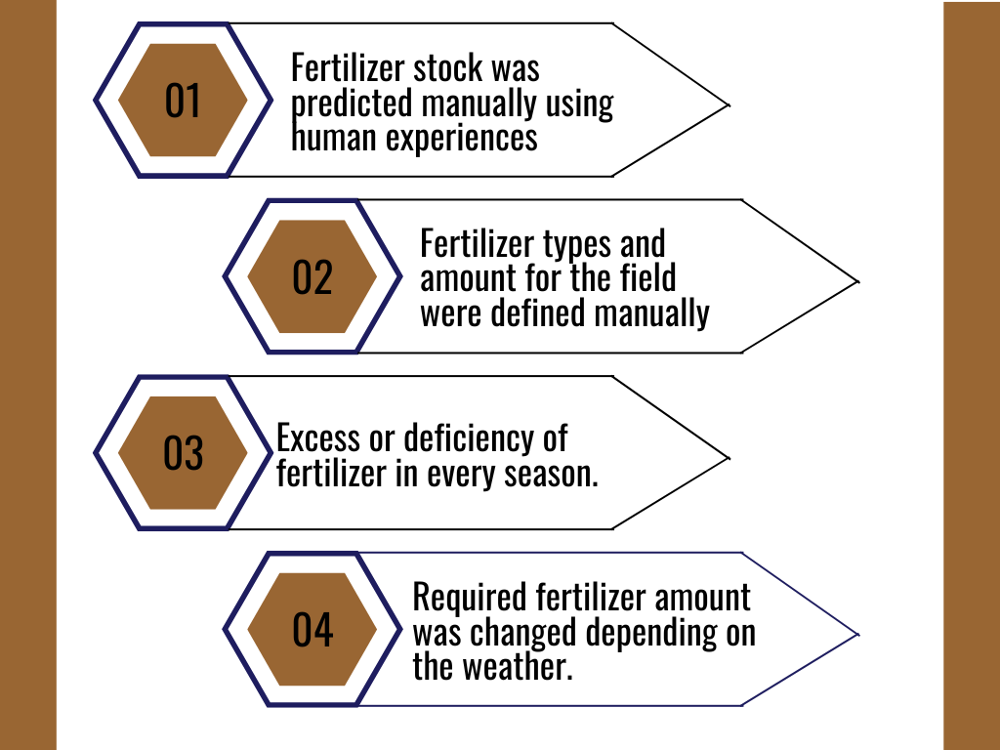 01
Fertilizer stock was
predicted manually using
human experiences
02
Fertilizer types and
amount for the field
were defined manually
03
Excess or deficiency of
fertilizer in every season.
04
Required fertilizer amount
was changed depending on
the weather.